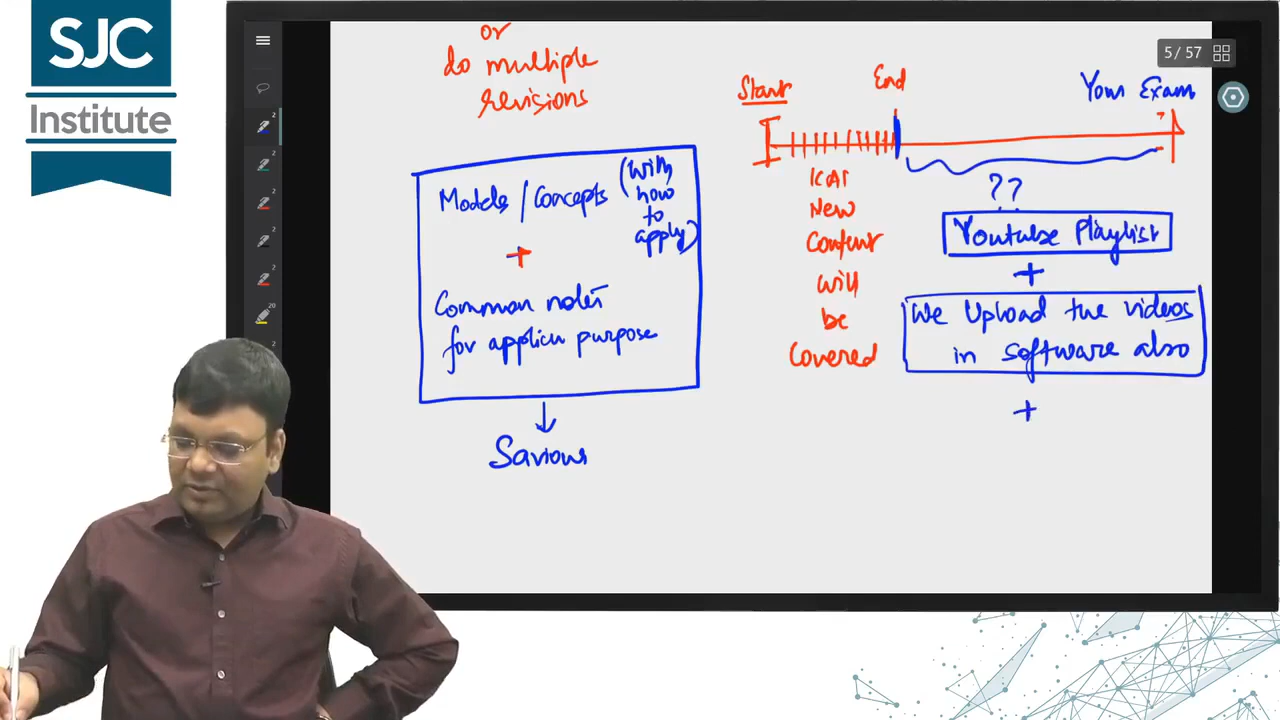 SJC
Institute
5 / 57
or
do multiple
revisions
Models / Concepts (with
how
to
apply)
+
Common notes
for applicn purpose
Saviour
Start
End
Your Exam
ICAI
New
Content
will
be
Covered
??
Youtube Playlist
+
We Upload the videos
in software also
+